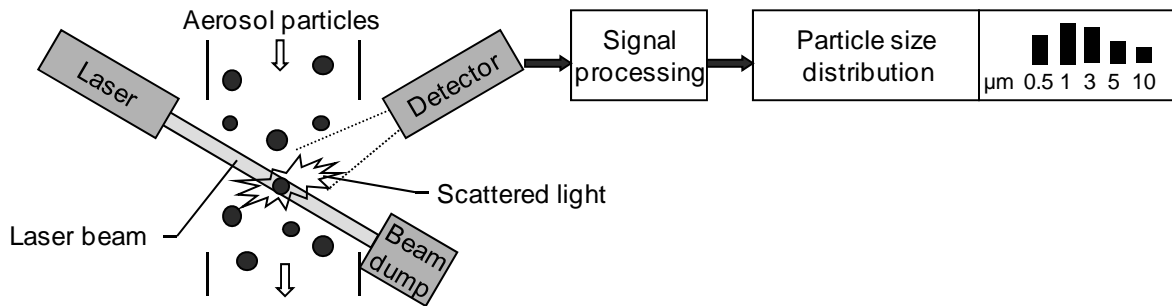 Aerosol particles
Laser
Detector
Signal
processing
Particle size
distribution
μm 0.5 1 3 5 10
Scattered light
Laser beam
Beam
dump